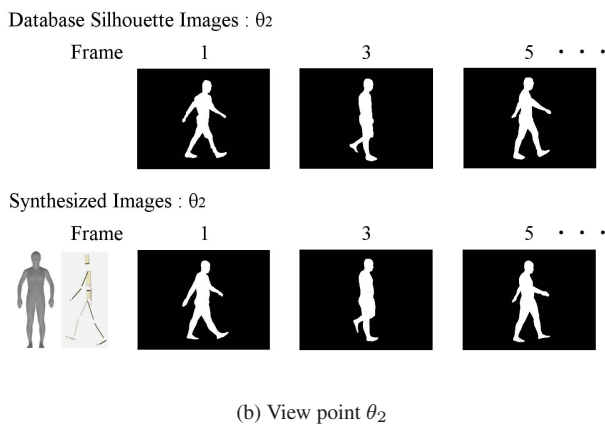 Database Silhouette Images : θ2
Frame 1 3 5 · · ·
Synthesized Images : θ2
Frame 1 3 5 · · ·
(b) View point θ2